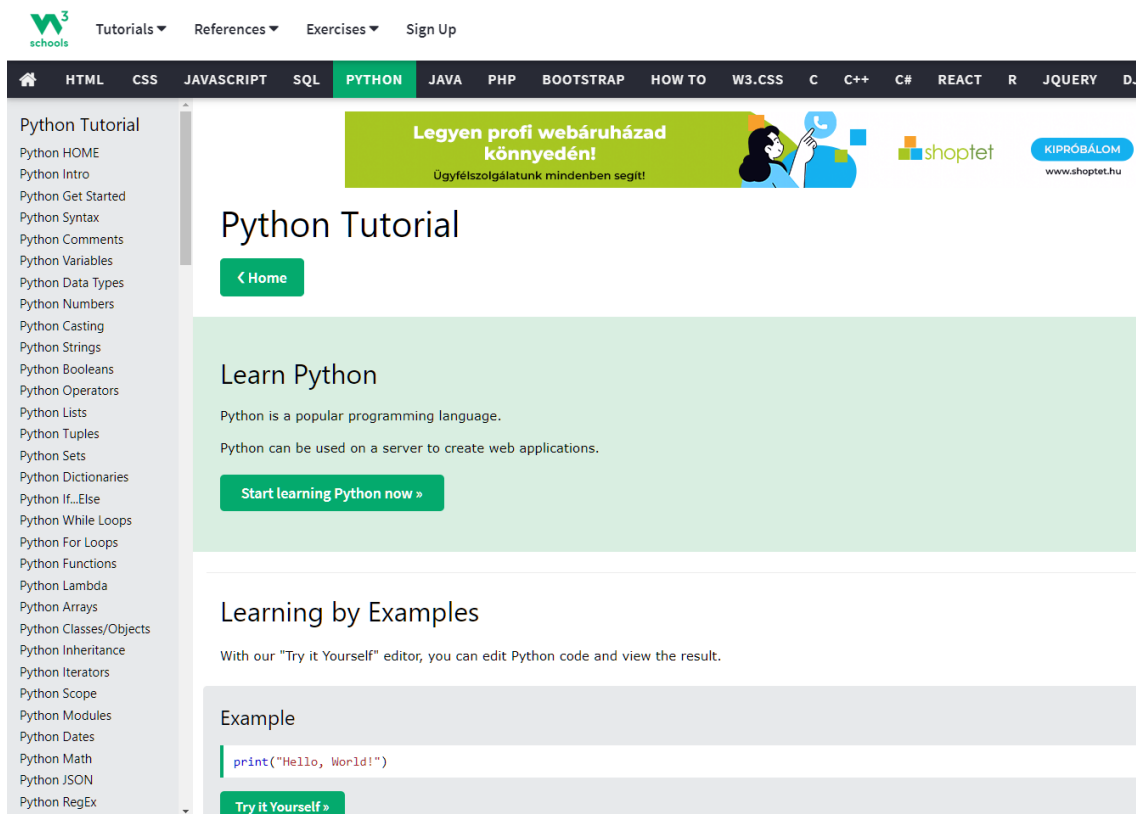 3
schools
Tutorials
References
Exercises
Sign Up
HTML CSS JAVASCRIPT SQL PYTHON JAVA PHP BOOTSTRAP HOW TO W3.CSS C C++ C# REACT R JQUERY
Python Tutorial
Python HOME
Python Intro
Python Get Started
Python Syntax
Python Comments
Python Variables
Python Data Types
Python Numbers
Python Casting
Python Strings
Python Booleans
Python Operators
Python Lists
Python Tuples
Python Sets
Python Dictionaries
Python If...Else
Python While Loops
Python For Loops
Python Functions
Python Lambda
Python Arrays
Python Classes/Objects
Python Inheritance
Python Iterators
Python Scope
Python Modules
Python Dates
Python Math
Python JSON
Python RegEx
Legyen profi webáruházad
könnyedén!
Ügyfélszolgálatunk mindenben segít!
shoptet
KIPRÓBÁLOM
www.shoptet.hu
Python Tutorial
❮ Home
Learn Python
Python is a popular programming language.
Python can be used on a server to create web applications.
Start learning Python now »
Learning by Examples
With our "Try it Yourself" editor, you can edit Python code and view the result.
Example
print("Hello, World!")
Try it Yourself »